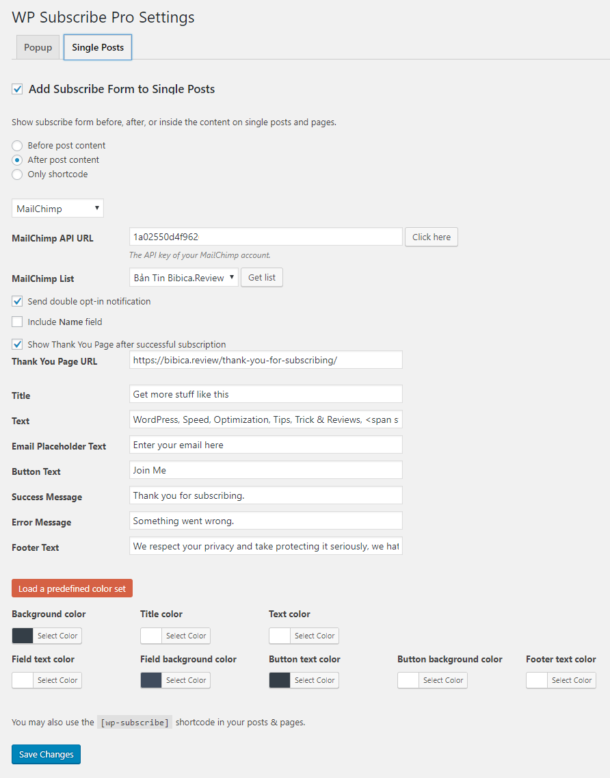 WP Subscribe Pro Settings
Popup Single Posts
Add Subscribe Form to Single Posts
Show subscribe form before, after, or inside the content on single posts and pages.
Before post content
After post content
Only shortcode
MailChimp
MailChimp API URL 1a02550d4f962 Click here
The API key of your MailChimp account.
MailChimp List Bản Tin Bibica.Review Get list
Send double opt-in notification
Include Name field
Show Thank You Page after successful subscription
Thank You Page URL https://bibica.review/thank-you-for-subscribing/
Title Get more stuff like this
Text WordPress, Speed, Optimization, Tips, Trick & Reviews, <span s
Email Placeholder Text Enter your email here
Button Text Join Me
Success Message Thank you for subscribing.
Error Message Something went wrong.
Footer Text We respect your privacy and take protecting it seriously, we hat
Load a predefined color set
Background color Title color Text color
Select Color Select Color Select Color
Field text color Field background color Button text color Button background color Footer text color
Select Color Select Color Select Color Select Color Select Color
You may also use the [wp-subscribe] shortcode in your posts & pages.
Save Changes